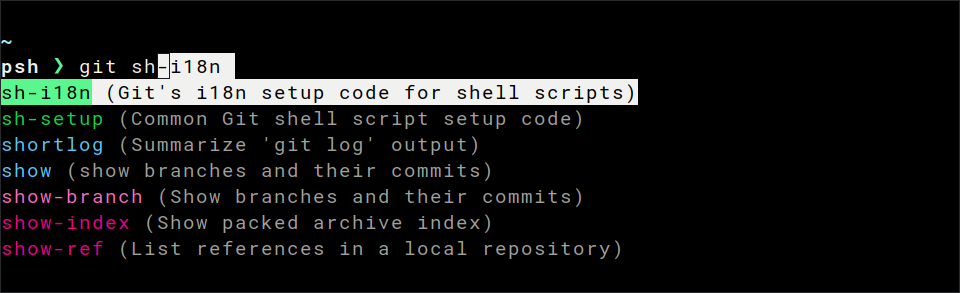 ~
psh ❯ git sh-i18n
sh-i18n (Git's i18n setup code for shell scripts)
sh-setup (Common Git shell script setup code)
shortlog (Summarize 'git log' output)
show (show branches and their commits)
show-branch (Show branches and their commits)
show-index (Show packed archive index)
show-ref (List references in a local repository)